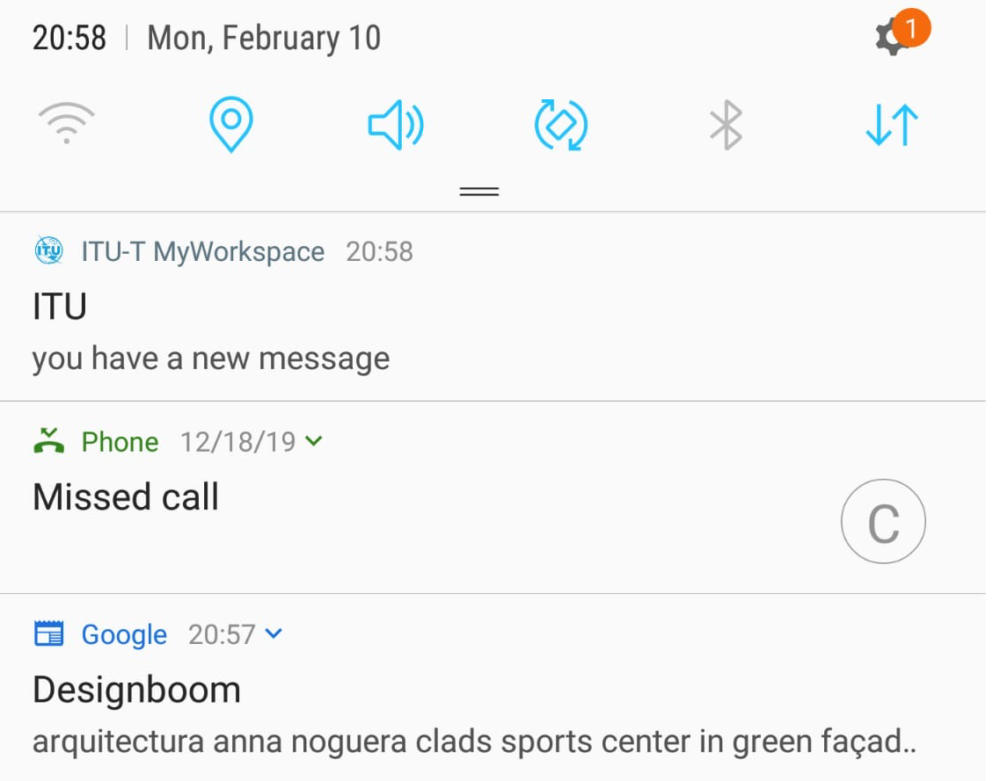 20:58 | Mon, February 10
1
ITU ITU-T MyWorkspace 20:58
ITU
you have a new message
Phone 12/18/19
Missed call
C
Google 20:57
Designboom
arquitectura anna noguera clads sports center in green façad..